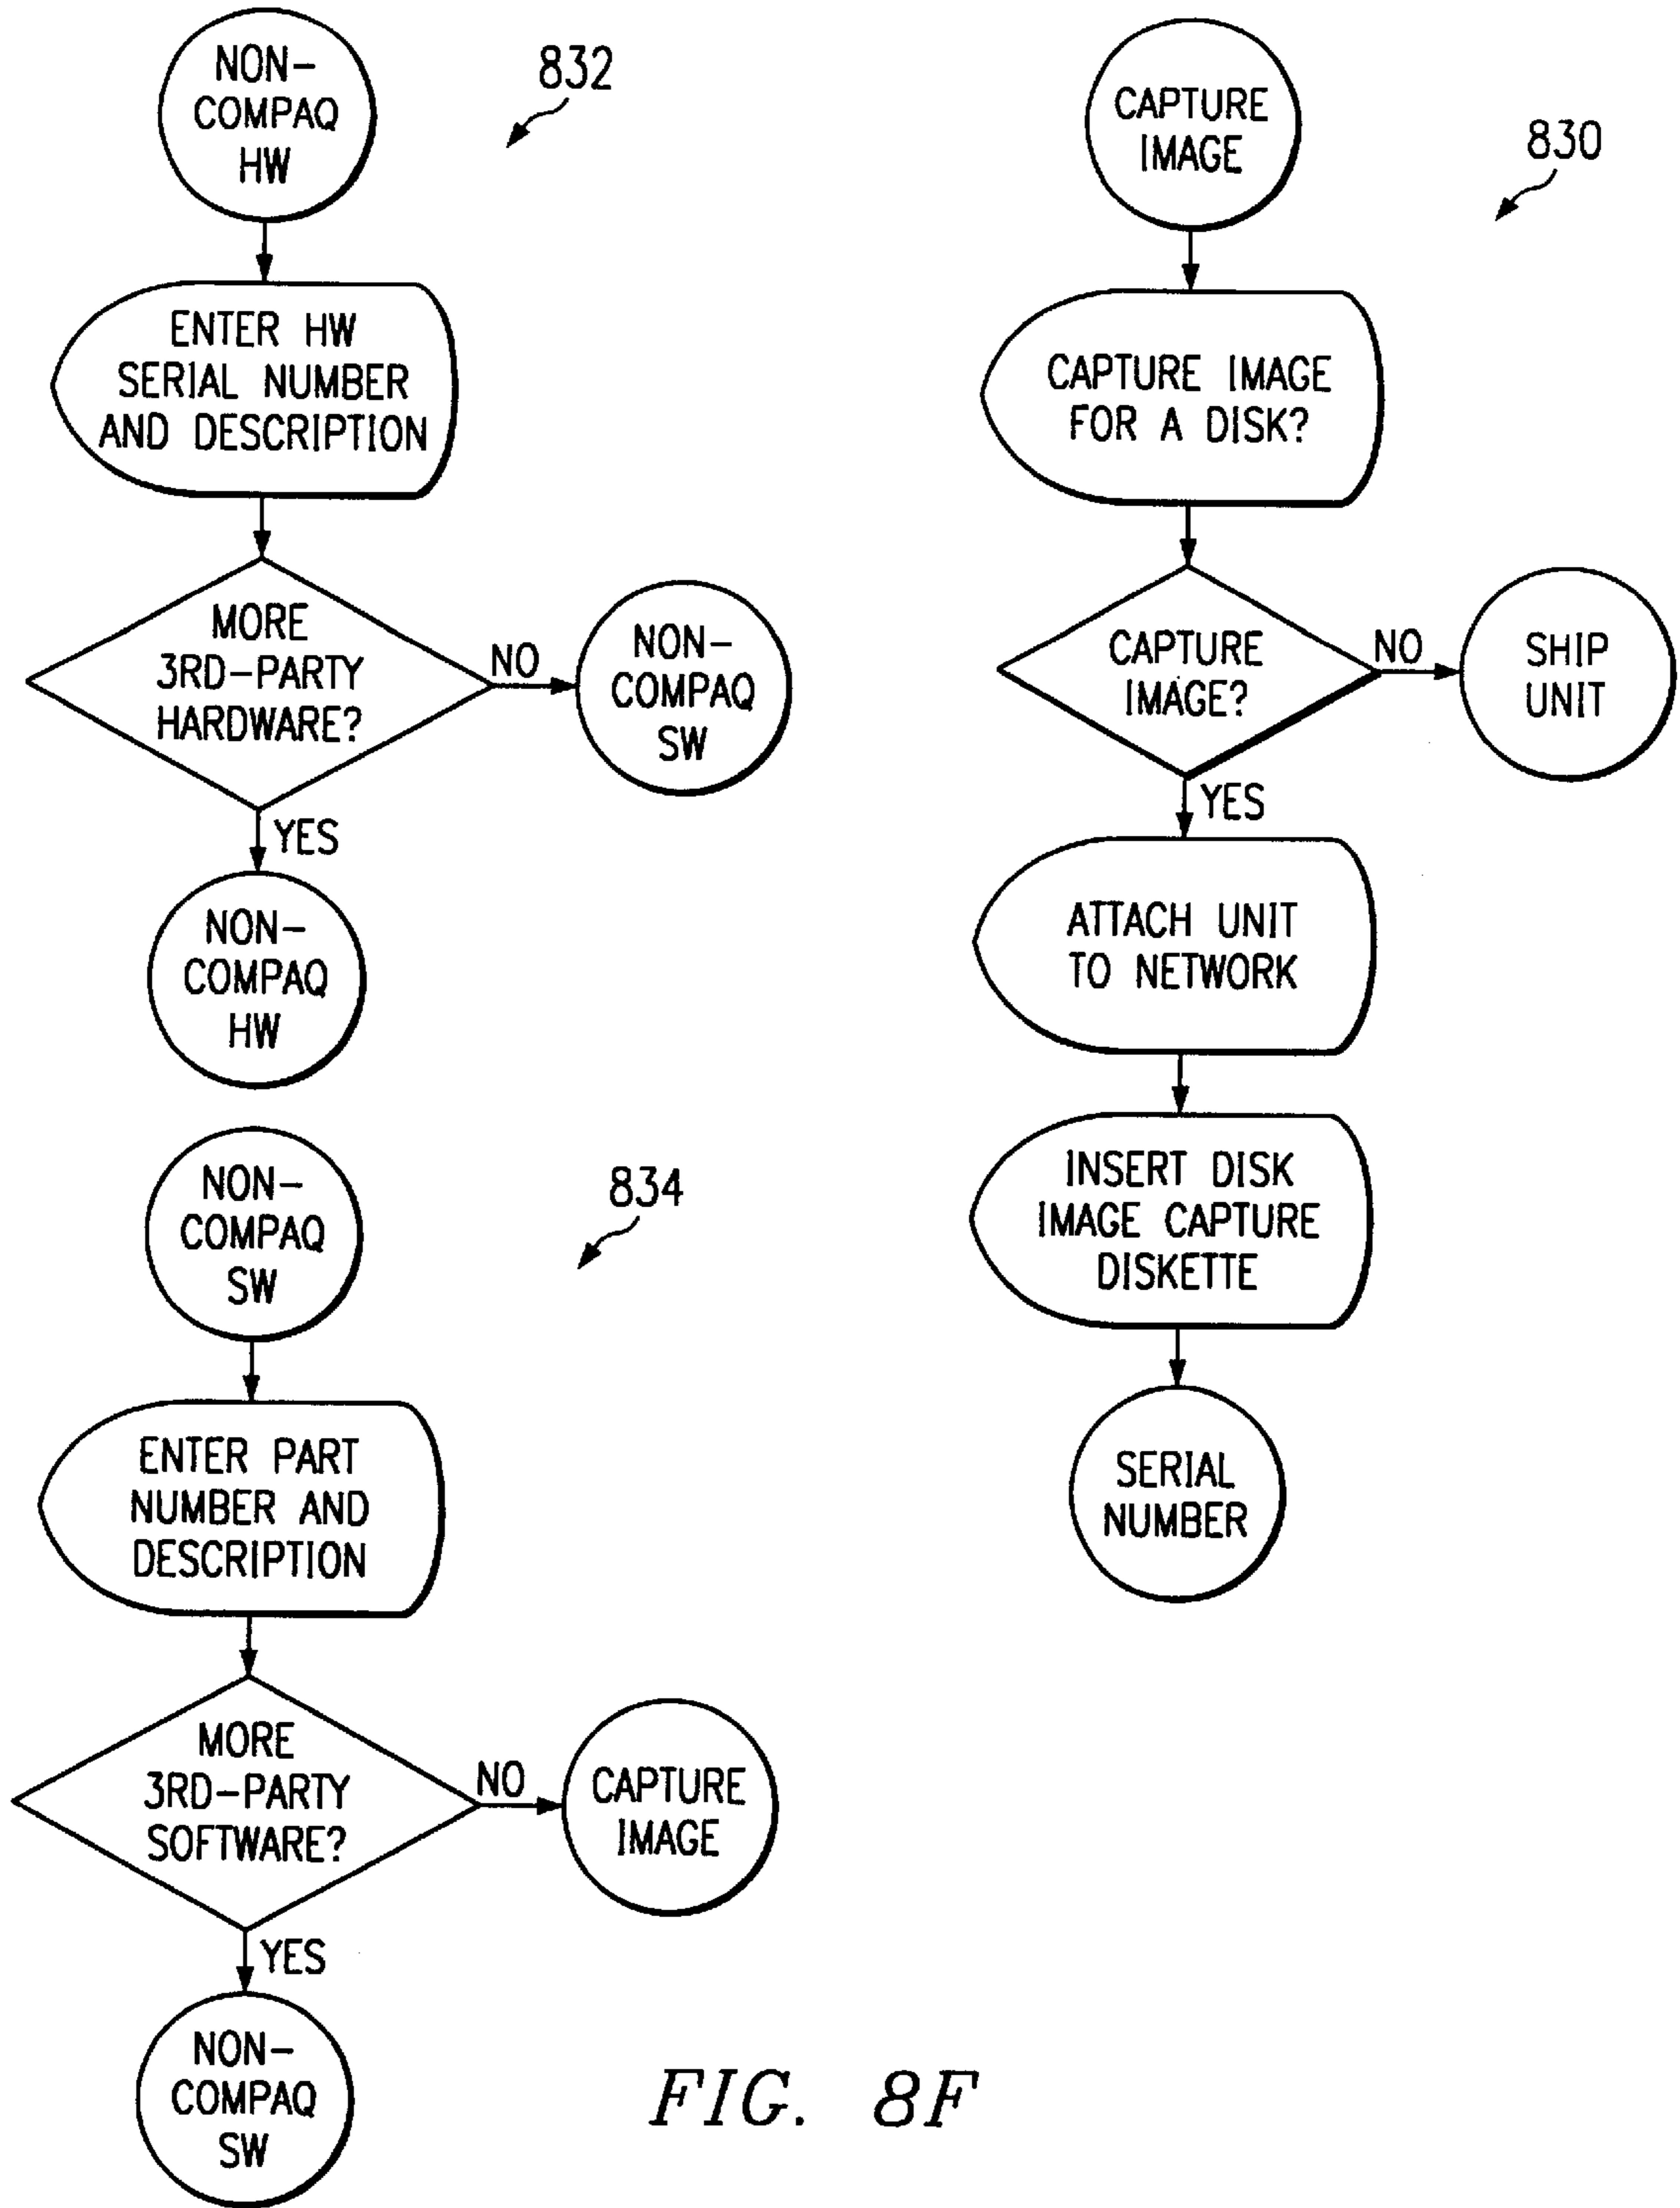 NON-
COMPAQ
HW
832
ENTER HW
SERIAL NUMBER
AND DESCRIPTION
MORE
3RD-PARTY
HARDWARE?
NO
NON-
COMPAQ
SW
YES
NON-
COMPAQ
HW
NON-
COMPAQ
SW
834
ENTER PART
NUMBER AND
DESCRIPTION
MORE
3RD-PARTY
SOFTWARE?
NO
CAPTURE
IMAGE
YES
NON-
COMPAQ
SW
CAPTURE
IMAGE
830
CAPTURE IMAGE
FOR A DISK?
CAPTURE
IMAGE?
NO
SHIP
UNIT
YES
ATTACH UNIT
TO NETWORK
INSERT DISK
IMAGE CAPTURE
DISKETTE
SERIAL
NUMBER
FIG. 8F